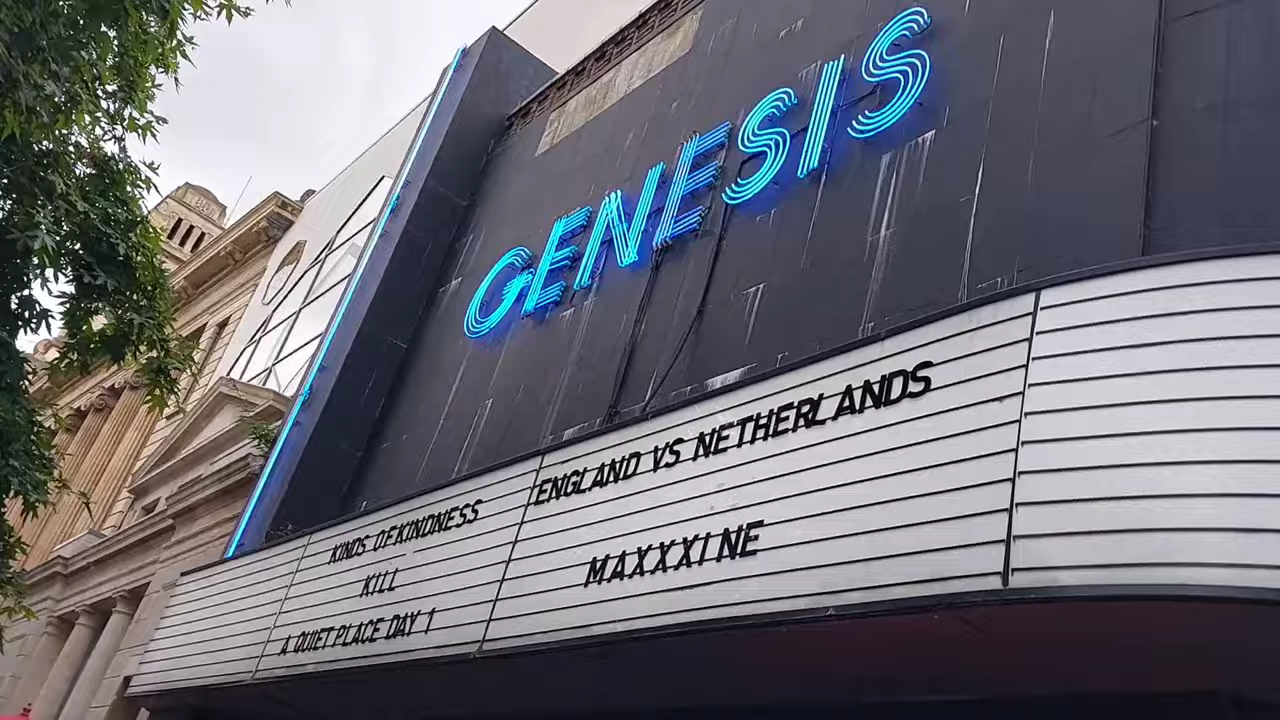 GENESIS
KINDS OF KINDNESS
KILL
A QUIET PLACE DAY 1
ENGLAND VS NETHERLANDS
MAXXXINE